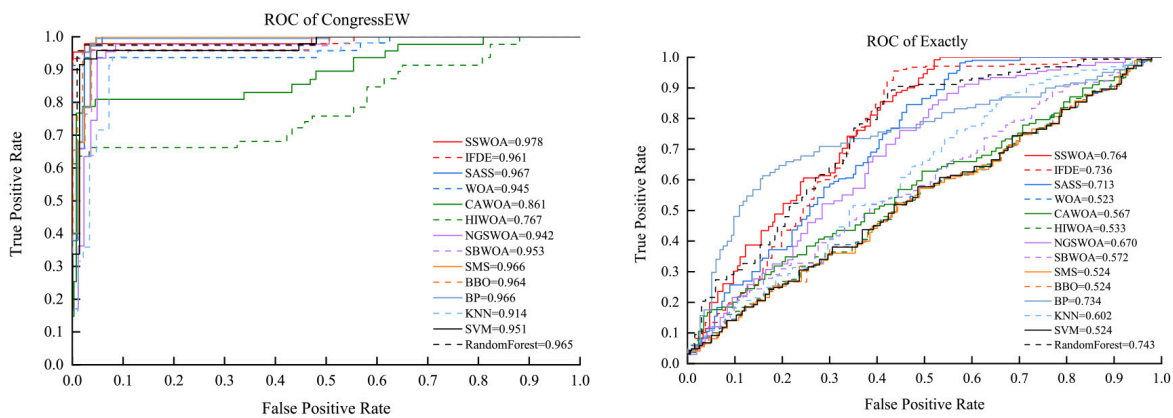 ROC of CongressEW
1.0
0.9
0.8
0.7
0.6
0.5
0.4
0.3
0.2
0.1
0.0
True Positive Rate
SSWOA=0.978
IFDE=0.961
SASS=0.967
WOA=0.945
CAWOA=0.861
HIWOA=0.767
NGSWOA=0.942
SBWOA=0.953
SMS=0.966
BBO=0.964
BP=0.966
KNN=0.914
SVM=0.951
RandomForest=0.965
0.0 0.1 0.2 0.3 0.4 0.5 0.6 0.7 0.8 0.9 1.0
False Positive Rate
ROC of Exactly
1.0
0.9
0.8
0.7
0.6
0.5
0.4
0.3
0.2
0.1
0.0
True Positive Rate
SSWOA=0.764
IFDE=0.736
SASS=0.713
WOA=0.523
CAWOA=0.567
HIWOA=0.533
NGSWOA=0.670
SBWOA=0.572
SMS=0.524
BBO=0.524
BP=0.734
KNN=0.602
SVM=0.524
RandomForest=0.743
0.0 0.1 0.2 0.3 0.4 0.5 0.6 0.7 0.8 0.9 1.0
False Positive Rate